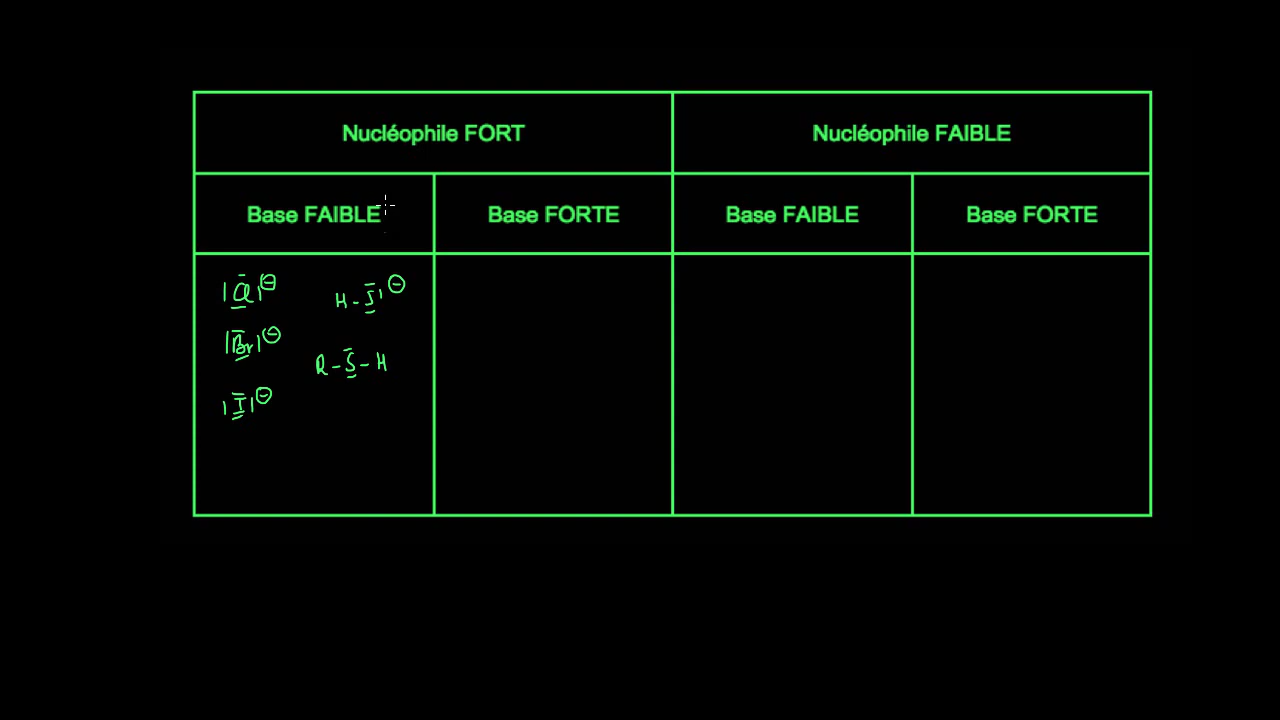 Nucléophile FORT
Nucléophile FAIBLE
Base FAIBLE
Base FORTE
Base FAIBLE
Base FORTE
|Cl|⊖
H-S|⊖
|Br|⊖
R-S-H
|I|⊖